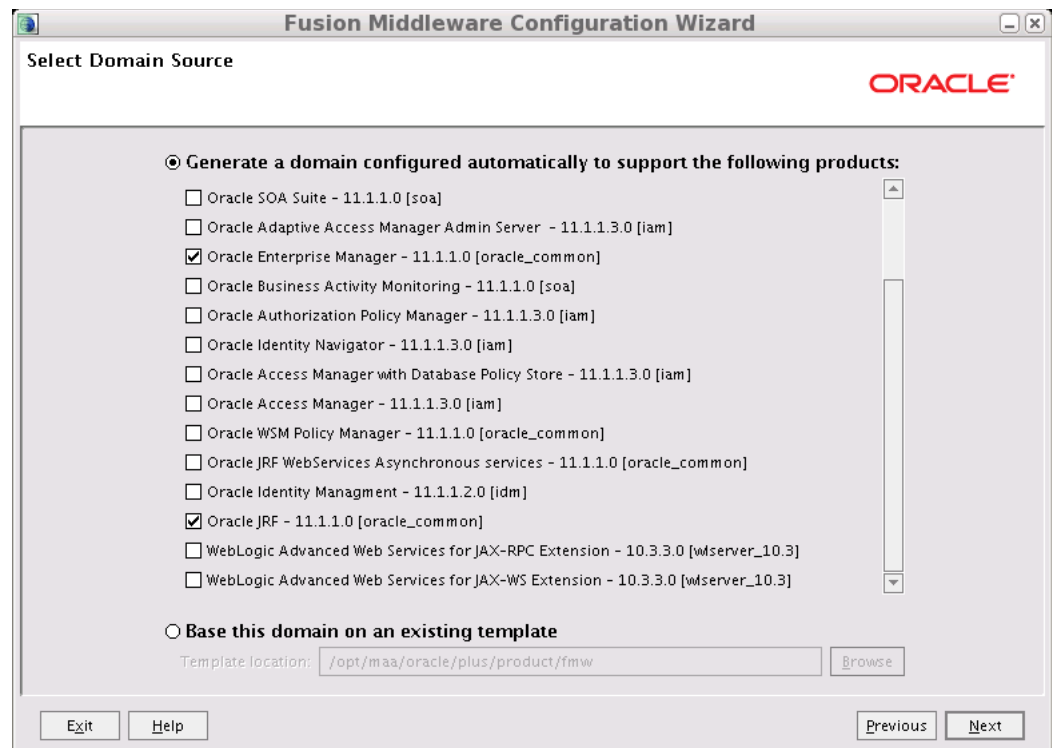 Fusion Middleware Configuration Wizard
Select Domain Source
ORACLE
Generate a domain configured automatically to support the following products:
Oracle SOA Suite - 11.1.1.0 [soa]
Oracle Adaptive Access Manager Admin Server - 11.1.1.3.0 [iam]
Oracle Enterprise Manager - 11.1.1.0 [oracle_common]
Oracle Business Activity Monitoring - 11.1.1.0 [soa]
Oracle Authorization Policy Manager - 11.1.1.3.0 [iam]
Oracle Identity Navigator - 11.1.1.3.0 [iam]
Oracle Access Manager with Database Policy Store - 11.1.1.3.0 [iam]
Oracle Access Manager - 11.1.1.3.0 [iam]
Oracle WSM Policy Manager - 11.1.1.0 [oracle_common]
Oracle JRF WebServices Asynchronous services - 11.1.1.0 [oracle_common]
Oracle Identity Managment - 11.1.1.2.0 [idm]
Oracle JRF - 11.1.1.0 [oracle_common]
WebLogic Advanced Web Services for JAX-RPC Extension - 10.3.3.0 [wlserver_10.3]
WebLogic Advanced Web Services for JAX-WS Extension - 10.3.3.0 [wlserver_10.3]
Base this domain on an existing template
Template location: /opt/maa/oracle/plus/product/fmw Browse
Exit Help Previous Next